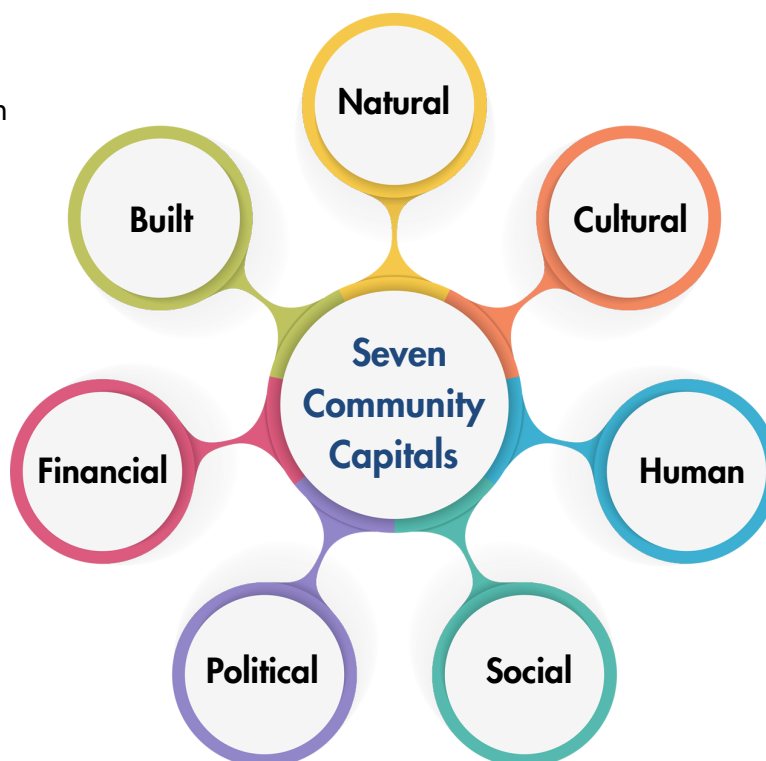 Natural
n
Built
Cultural
Seven
Community
Capitals
Financial
Human
Political
Social